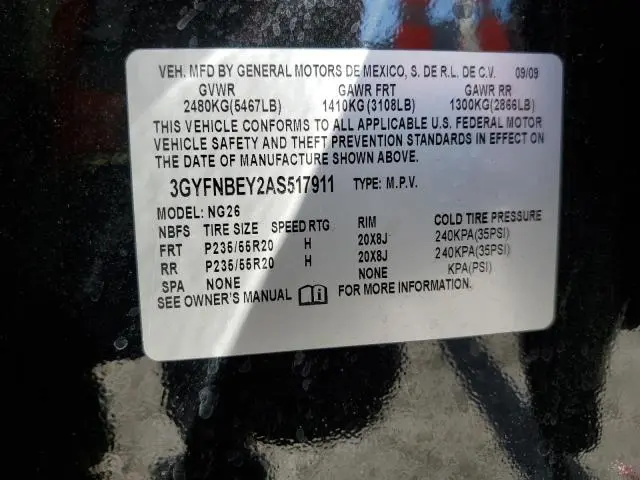 VEH. MFD BY GENERAL MOTORS DE MEXICO, S. DE R.L. DE C.V. 09/09
GVWR GAWR FRT GAWR RR
2480KG(5467LB) 1410KG(3108LB) 1300KG(2866LB)
THIS VEHICLE CONFORMS TO ALL APPLICABLE U.S. FEDERAL MOTOR
VEHICLE SAFETY AND THEFT PREVENTION STANDARDS IN EFFECT ON
THE DATE OF MANUFACTURE SHOWN ABOVE.
3GYFNBEY2AS517911 TYPE: M.P.V.
MODEL: NG26
NBFS TIRE SIZE SPEED RTG RIM COLD TIRE PRESSURE
FRT P235/55R20 H 20X8J 240KPA(35PSI)
RR P235/55R20 H 20X8J 240KPA(35PSI)
SPA NONE NONE KPA(PSI)
SEE OWNER'S MANUAL FOR MORE INFORMATION.